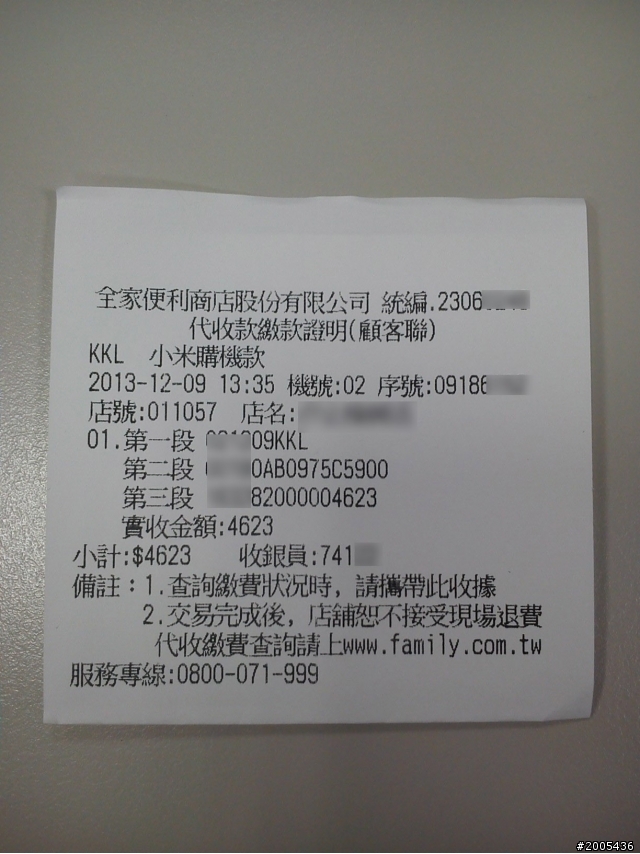 全家便利商店股份有限公司 統編.2306
代收款繳款證明(顧客聯)
KKL 小米購機款
2013-12-09 13:35 機號:02 序號:09186
店號:011057 店名:
01.第一段 09KKL
第二段 0AB0975C5900
第三段 82000004623
實收金額:4623
小計:$4623 收銀員:741
備註:1.查詢繳費狀況時, 請攜帶此收據
2.交易完成後, 店舖恕不接受現場退費
代收繳費查詢請上www.family.com.tw
服務專線:0800-071-999
#2005436